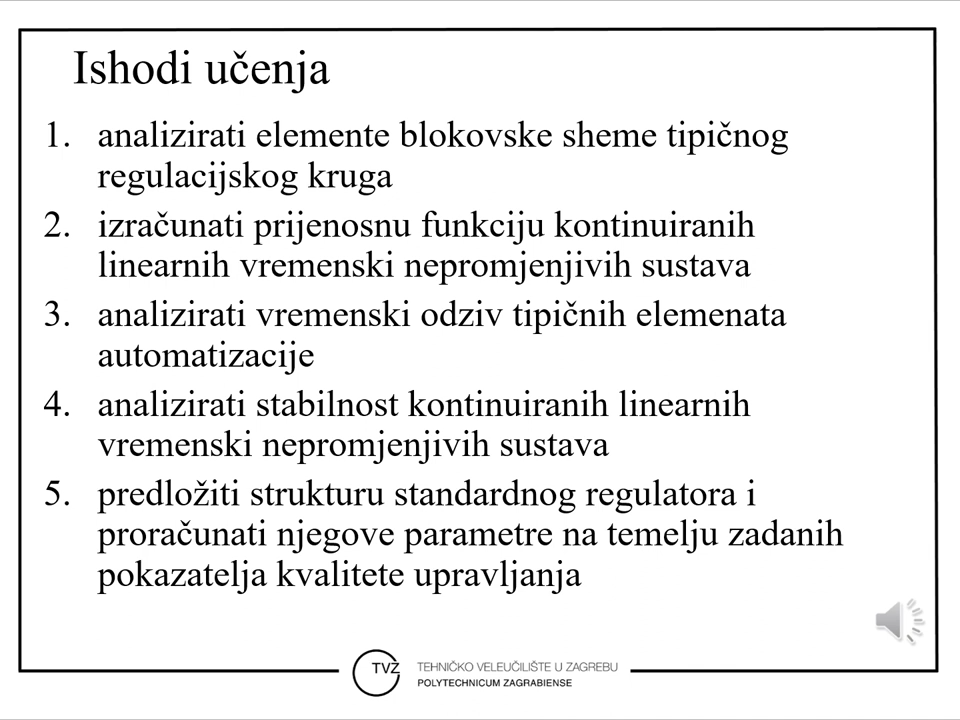 Ishodi učenja
1. analizirati elemente blokovske sheme tipičnog
regulacijskog kruga
2. izračunati prijenosnu funkciju kontinuiranih
linearnih vremenski nepromjenjivih sustava
3. analizirati vremenski odziv tipičnih elemenata
automatizacije
4. analizirati stabilnost kontinuiranih linearnih
vremenski nepromjenjivih sustava
5. predložiti strukturu standardnog regulatora i
proračunati njegove parametre na temelju zadanih
pokazatelja kvalitete upravljanja
TVZ
TEHNIČKO VELEUČILIŠTE U ZAGREBU
POLYTECHNICUM ZAGRABIENSE